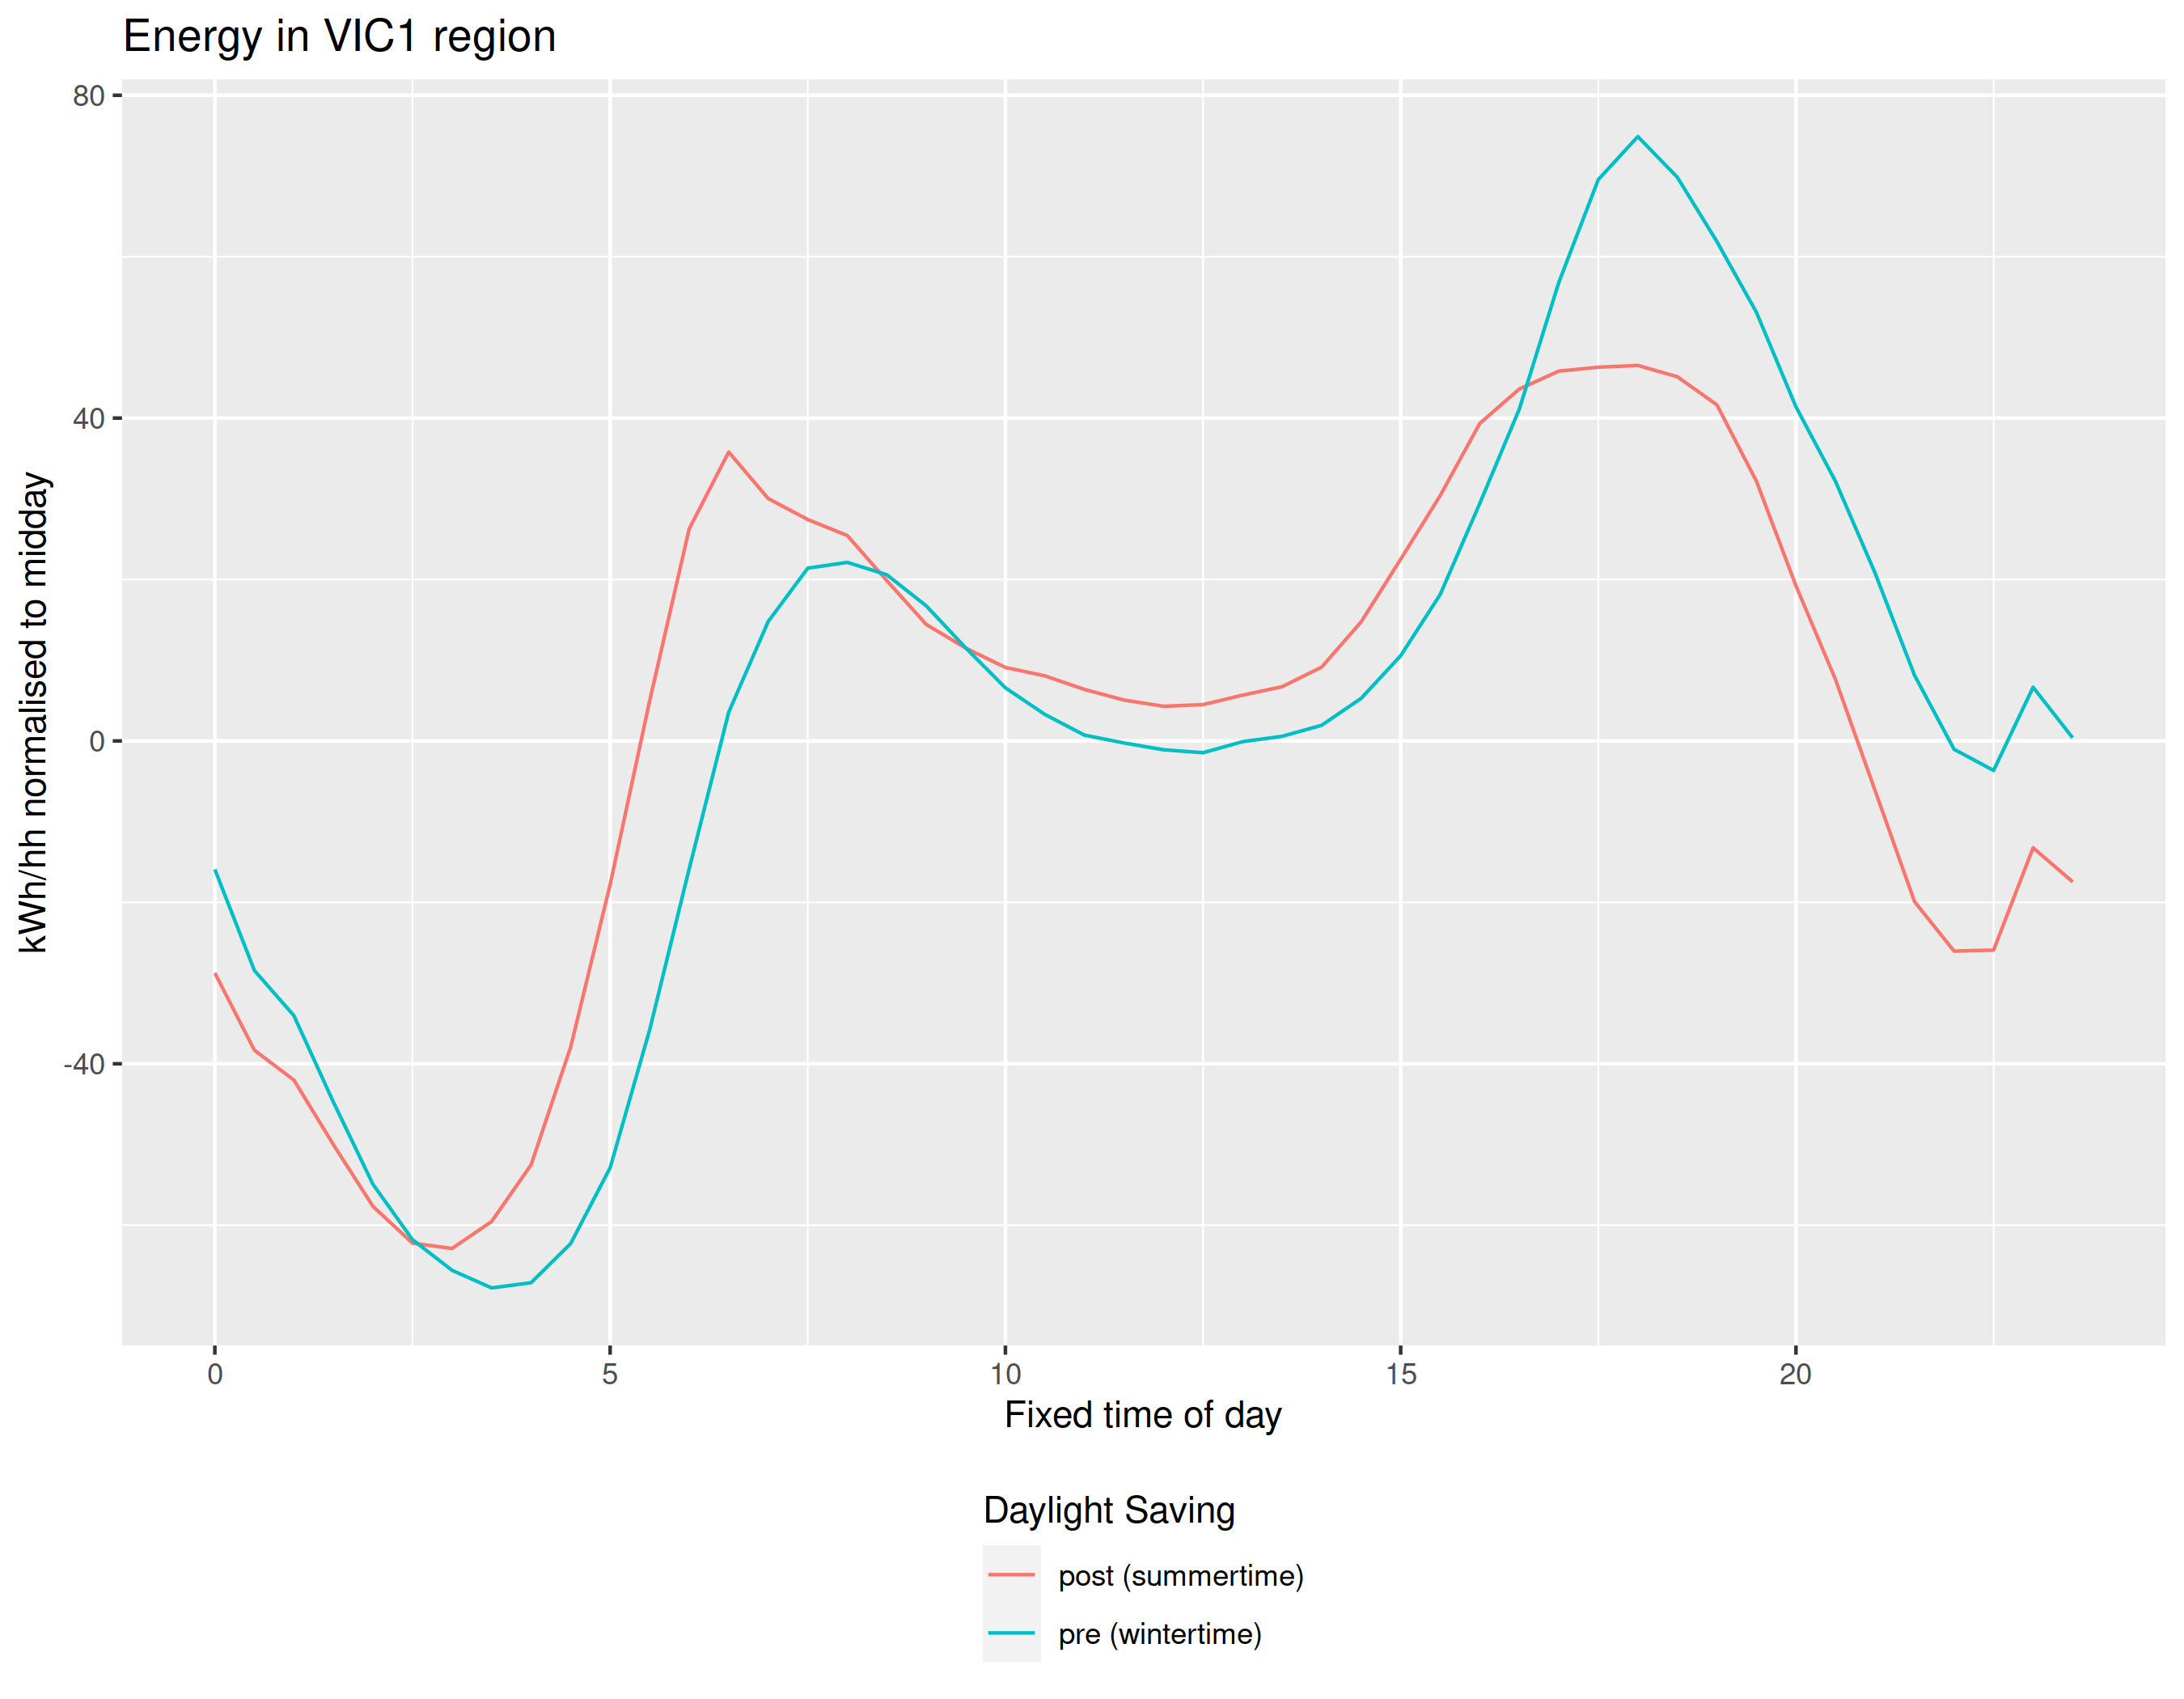 Energy in VIC1 region
kWh/hh normalised to midday
80
40
0
-40
0 5 10 15 20
Fixed time of day
Daylight Saving
post (summertime)
pre (wintertime)